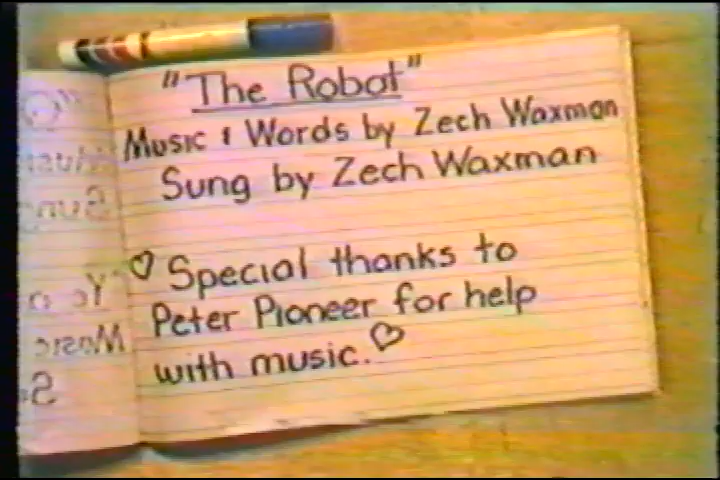 "The Robot"
Music & Words by Zech Waxman
Sung by Zech Waxman
♡ Special thanks to
Peter Pioneer for help
with music. ♡